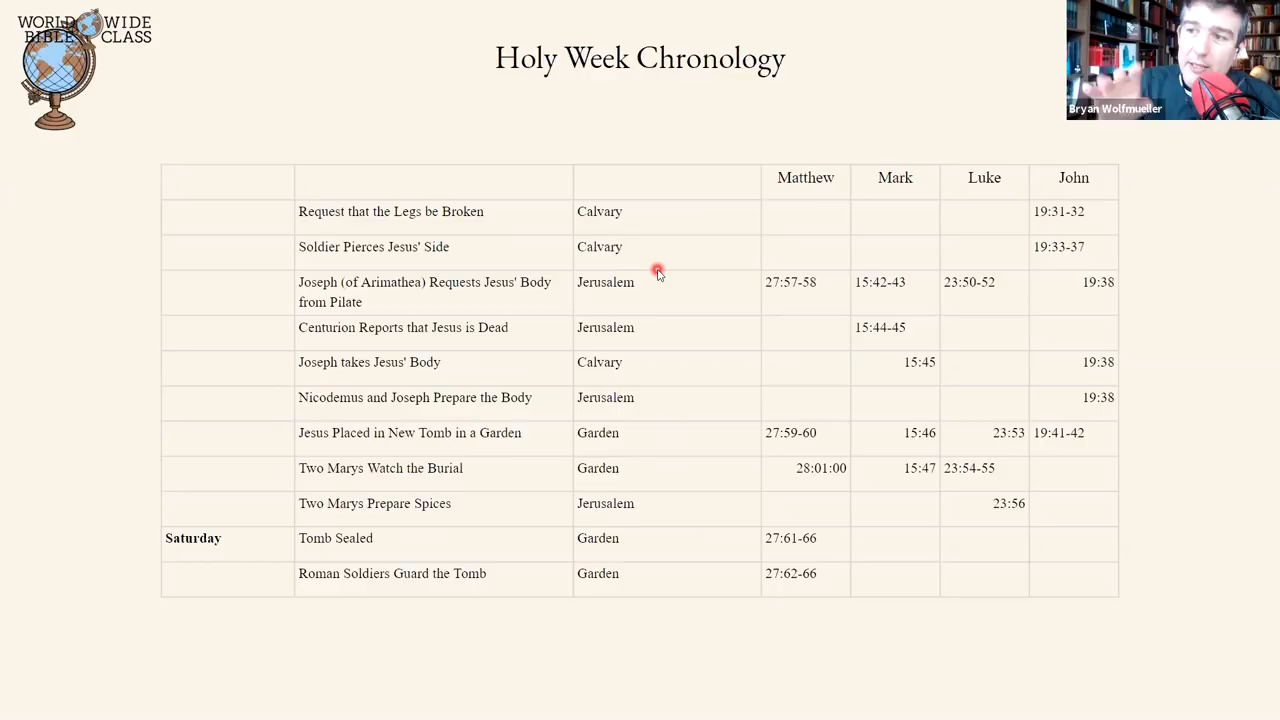 WORLD WIDE
BIBLE CLASS
Holy Week Chronology
Bryan Wolfmueller
Matthew Mark Luke John
Request that the Legs be Broken Calvary 19:31-32
Soldier Pierces Jesus' Side Calvary 19:33-37
Joseph (of Arimathea) Requests Jesus' Body Jerusalem 27:57-58 15:42-43 23:50-52 19:38
from Pilate
Centurion Reports that Jesus is Dead Jerusalem 15:44-45
Joseph takes Jesus' Body Calvary 15:45 19:38
Nicodemus and Joseph Prepare the Body Jerusalem 19:38
Jesus Placed in New Tomb in a Garden Garden 27:59-60 15:46 23:53 19:41-42
Two Marys Watch the Burial Garden 28:01:00 15:47 23:54-55
Two Marys Prepare Spices Jerusalem 23:56
Saturday Tomb Sealed Garden 27:61-66
Roman Soldiers Guard the Tomb Garden 27:62-66